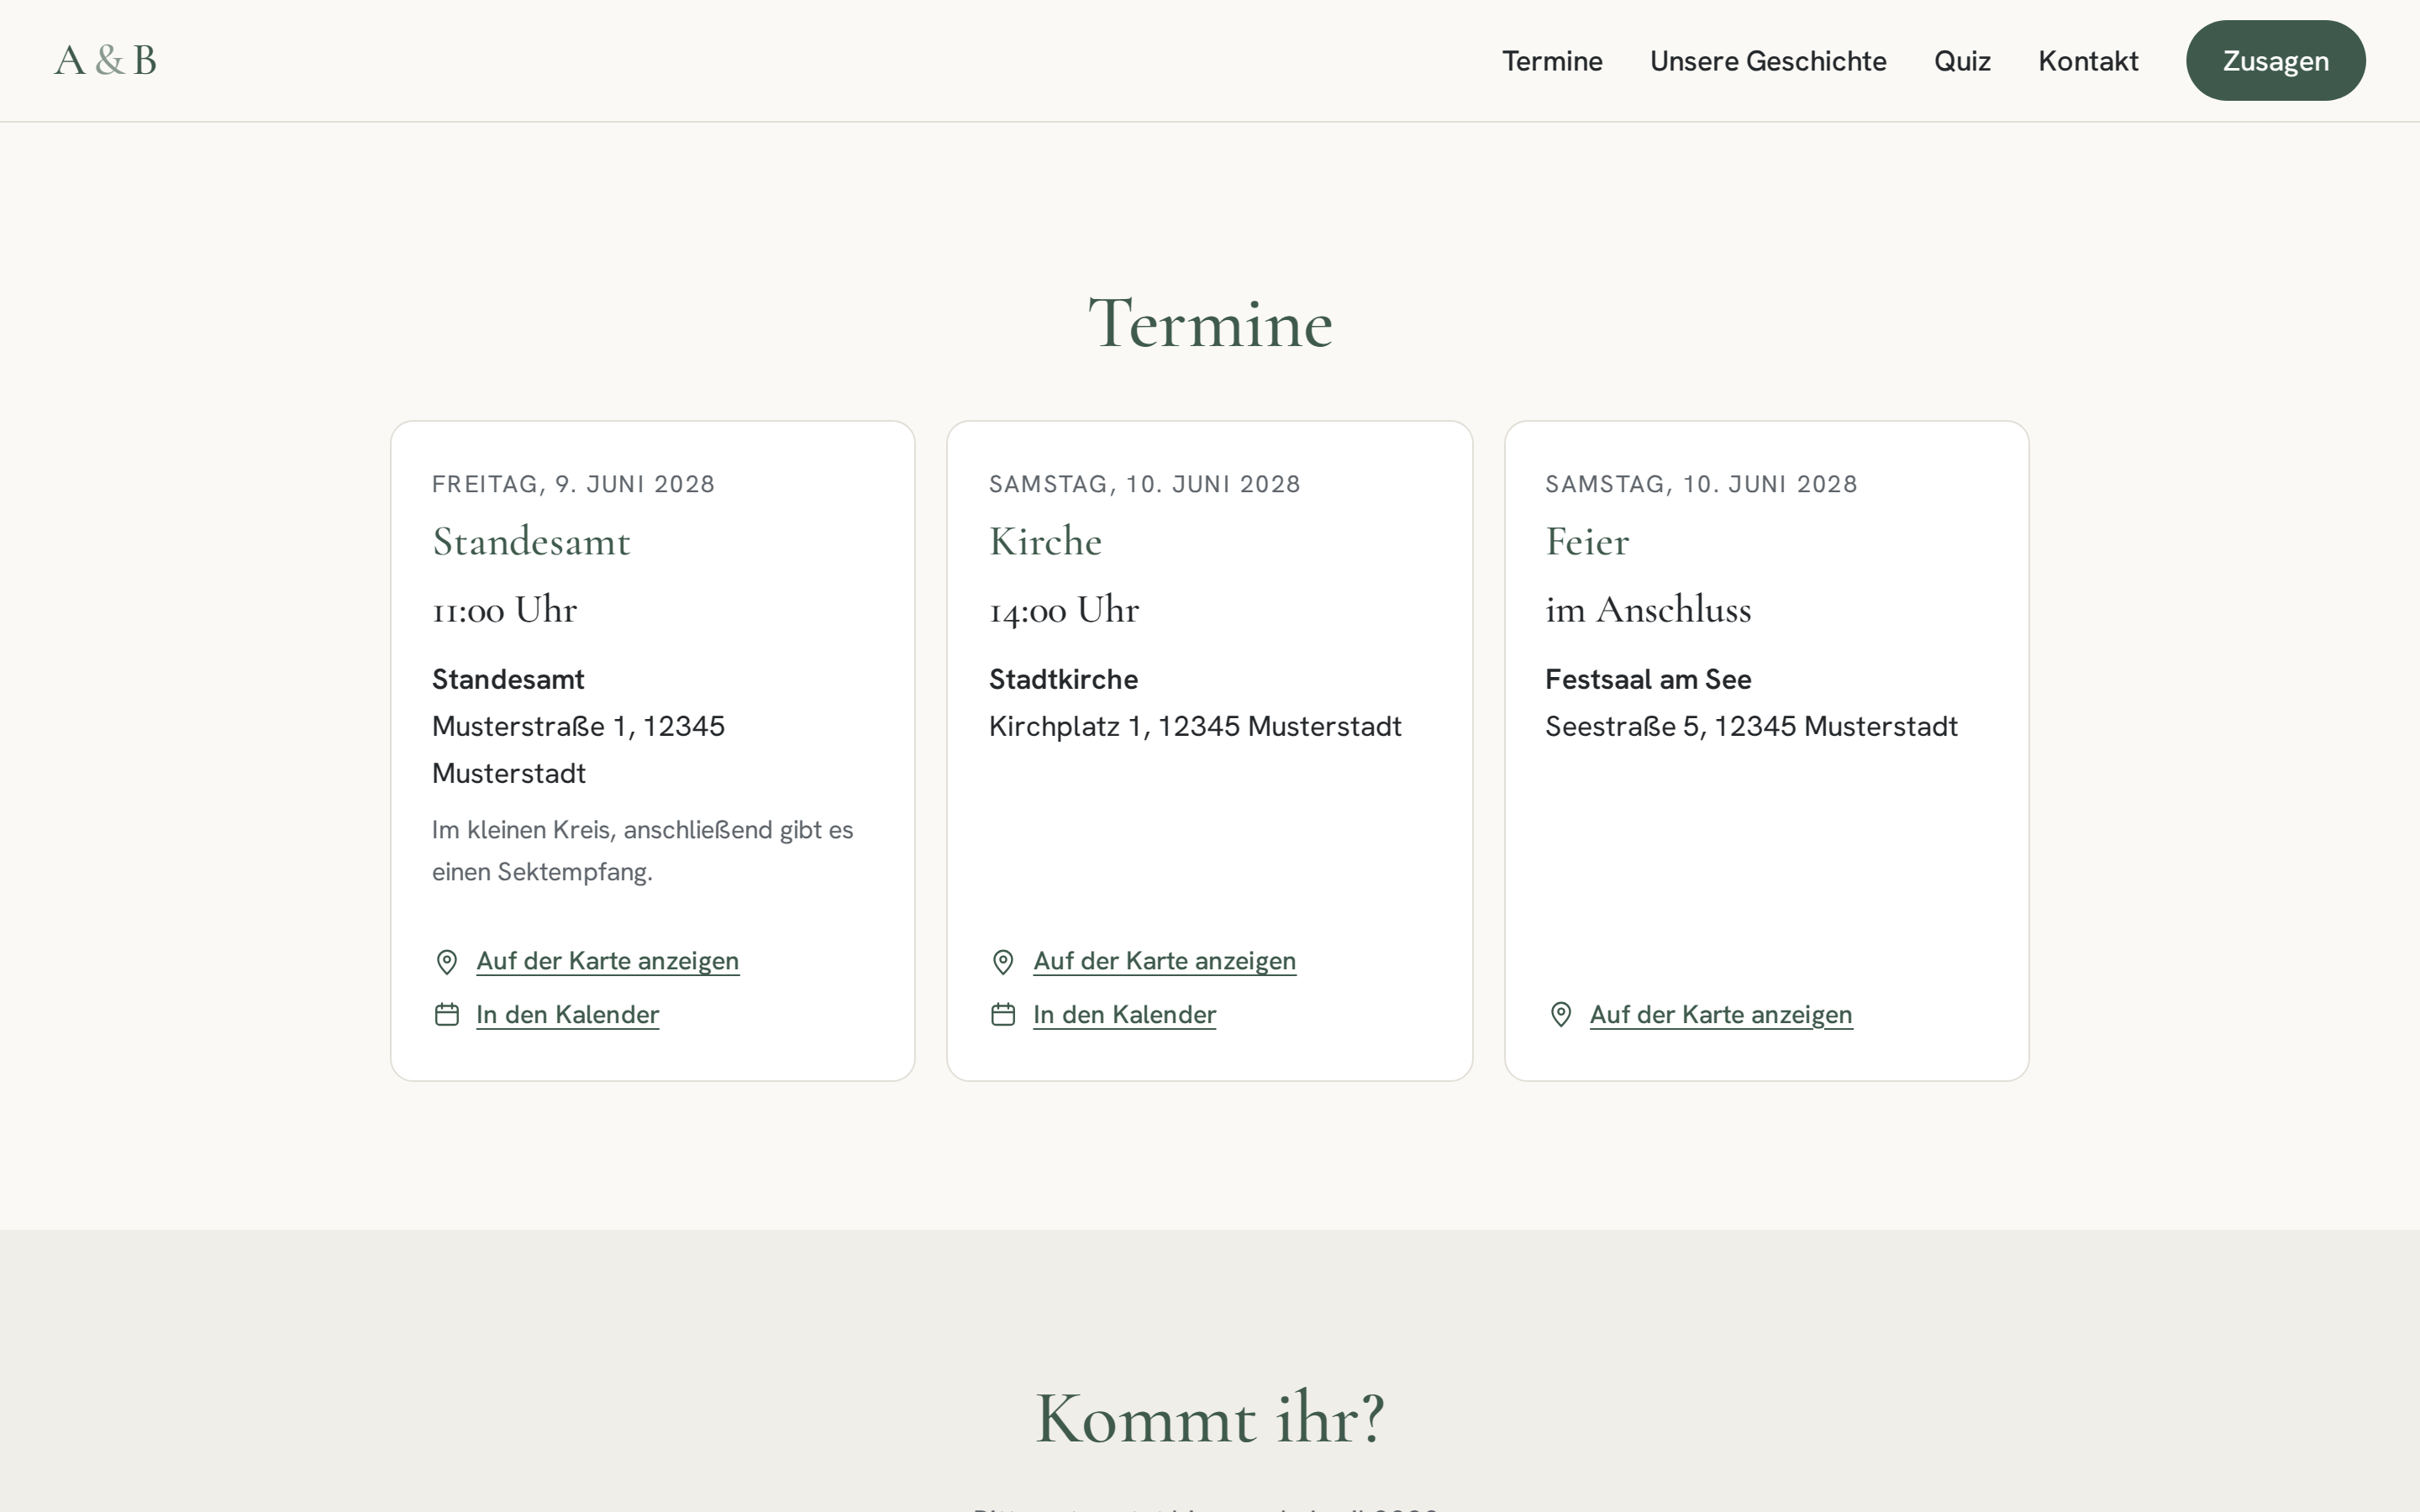 A & B
Termine
Unsere Geschichte
Quiz
Kontakt
Zusagen
Termine
FREITAG, 9. JUNI 2028
Standesamt
11:00 Uhr
Standesamt
Musterstraße 1, 12345
Musterstadt
Im kleinen Kreis, anschließend gibt es
einen Sektempfang.
Auf der Karte anzeigen
In den Kalender
SAMSTAG, 10. JUNI 2028
Kirche
14:00 Uhr
Stadtkirche
Kirchplatz 1, 12345 Musterstadt
Auf der Karte anzeigen
In den Kalender
SAMSTAG, 10. JUNI 2028
Feier
im Anschluss
Festsaal am See
Seestraße 5, 12345 Musterstadt
Auf der Karte anzeigen
Kommt ihr?